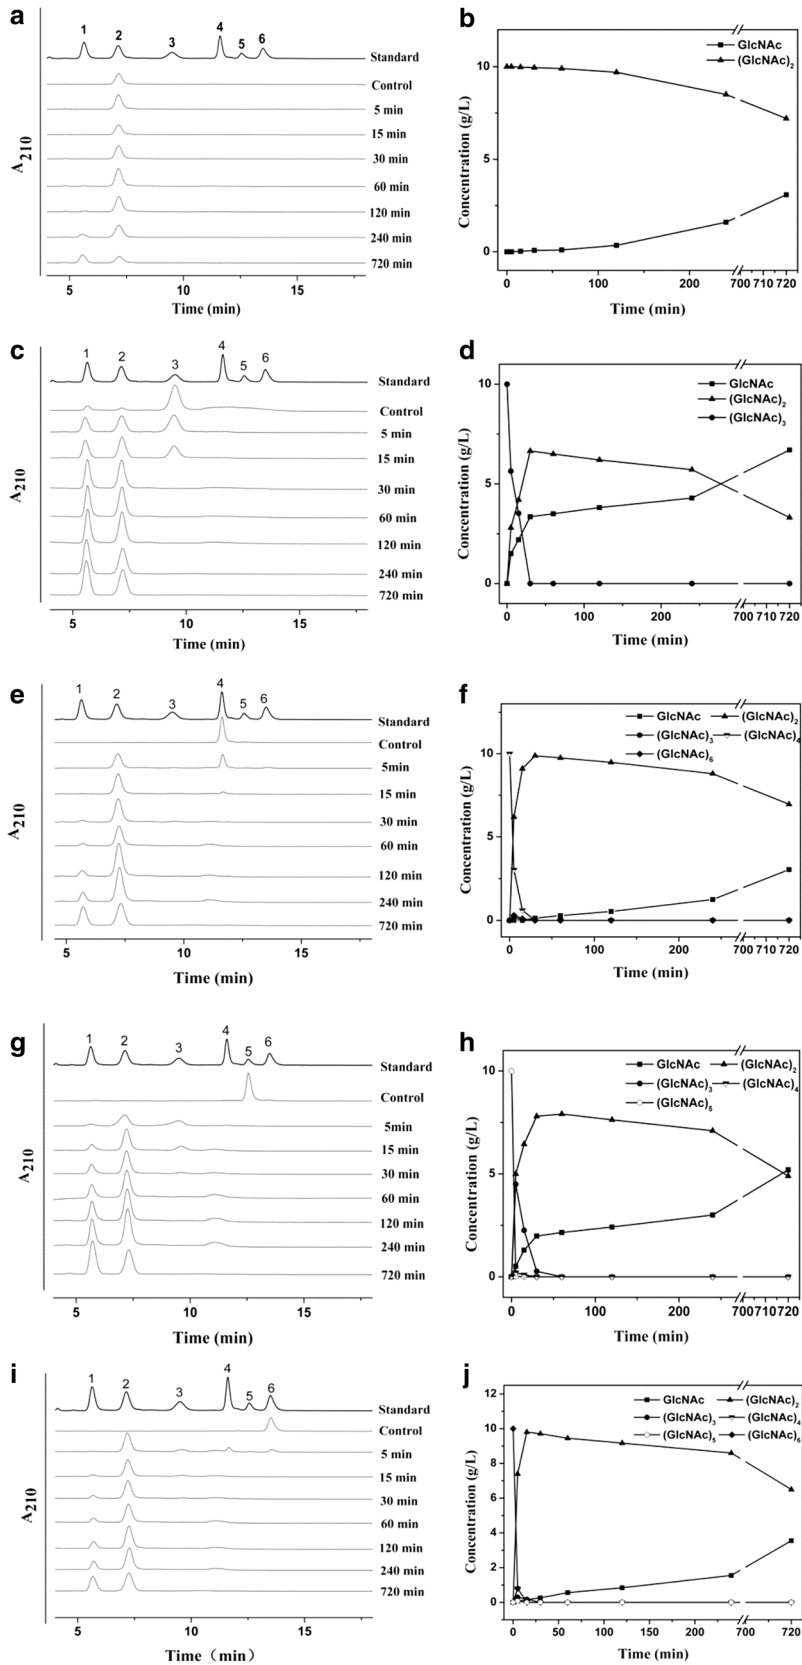 a
1 2 3 4 5 6
Standard
Control
5 min
15 min
30 min
60 min
120 min
240 min
720 min
A210
5 10 15
Time (min)
b
GlcNAc
(GlcNAc)2
10
5
0
Concentration (g/L)
0 100 200 700 710 720
Time (min)
c
1 2 3 4 5 6
Standard
Control
5 min
15 min
30 min
60 min
120 min
240 min
720 min
A210
5 10 15
Time (min)
d
GlcNAc
(GlcNAc)2
(GlcNAc)3
10
5
0
Concentration (g/L)
0 100 200 700 710 720
Time (min)
e
1 2 3 4 5 6
Standard
Control
5min
15 min
30 min
60 min
120 min
240 min
720 min
A210
5 10 15
Time (min)
f
GlcNAc (GlcNAc)2
(GlcNAc)3 (GlcNAc)4
(GlcNAc)6
10
5
0
Concentration (g/L)
0 100 200 700 710 720
Time (min)
g
1 2 3 4 5 6
Standard
Control
5min
15 min
30 min
60 min
120 min
240 min
720 min
A210
5 10 15
Time (min)
h
GlcNAc (GlcNAc)2
(GlcNAc)3 (GlcNAc)4
(GlcNAc)5
10
5
0
Concentration (g/L)
0 100 200 700 710 720
Time (min)
i
1 2 3 4 5 6
Standard
Control
5 min
15 min
30 min
60 min
120 min
240 min
720 min
A210
5 10 15
Time（min）
j
GlcNAc (GlcNAc)2
(GlcNAc)3 (GlcNAc)4
(GlcNAc)5 (GlcNAc)6
12
10
8
6
4
2
0
Concentration (g/L)
0 50 100 150 200 700 720
Time (min)